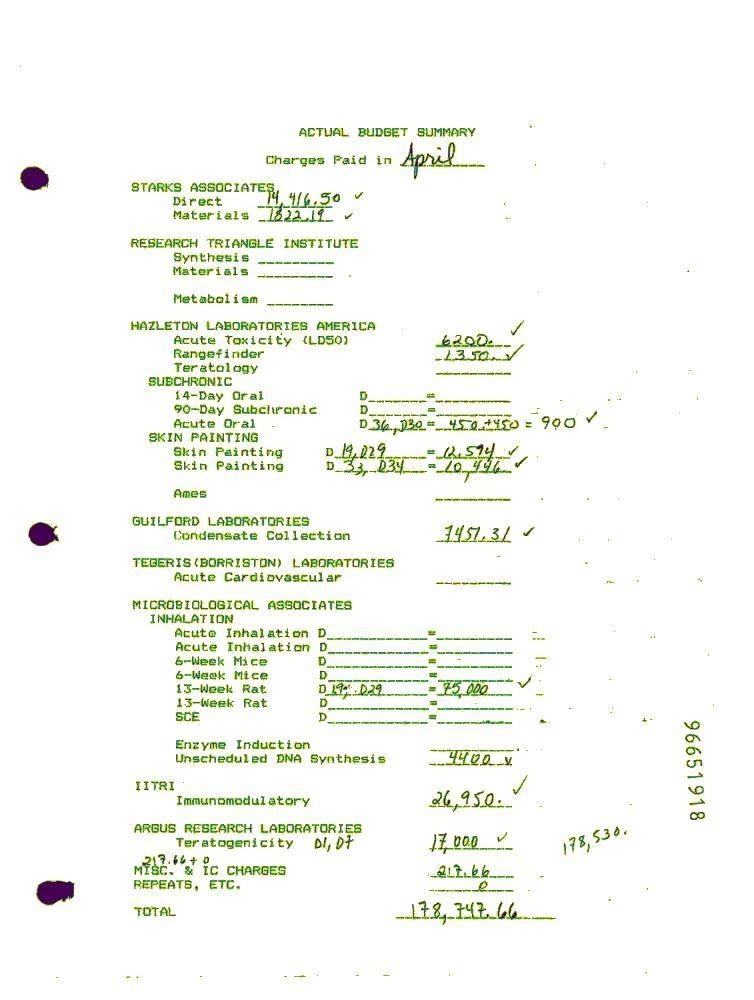 ACTUAL BUDGET SUMMARY
Charges Paid in April
STARKS ASSOCIATES
Direct 14,416.50 ✓
Materials 1822.19 ✓
RESEARCH TRIANGLE INSTITUTE
Synthesis
Materials
Metabolism
HAZLETON LABORATORIES AMERICA
Acute Toxicity (LD50) 6200. ✓
Rangefinder 1350. ✓
Teratology
SUBCHRONIC
14-Day Oral D =
90-Day Subchronic D =
Acute Oral D 36, D30 = 450.+450 = 900 ✓
SKIN PAINTING
Skin Painting D 19, D29 = 12,594 ✓
Skin Painting D 33, D34 = 10,446 ✓
Ames
GUILFORD LABORATORIES
Condensate Collection 7451.31 ✓
TEGERIS(BORRISTON) LABORATORIES
Acute Cardiovascular
MICROBIOLOGICAL ASSOCIATES
INHALATION
Acute Inhalation D =
Acute Inhalation D =
6-Week Mice D =
6-Week Mice D =
13-Week Rat D 19, D29 = 75,000 ✓
13-Week Rat D =
SCE D =
Enzyme Induction
Unscheduled DNA Synthesis 4400 ✓
IITRI
Immunomodulatory 26,950. ✓
ARGUS RESEARCH LABORATORIES
Teratogenicity D1, D7 17,000 ✓ 178,530.
217.66 + 0
MISC. & IC CHARGES 217.66
REPEATS, ETC. 0
TOTAL 178,747.66
96651918